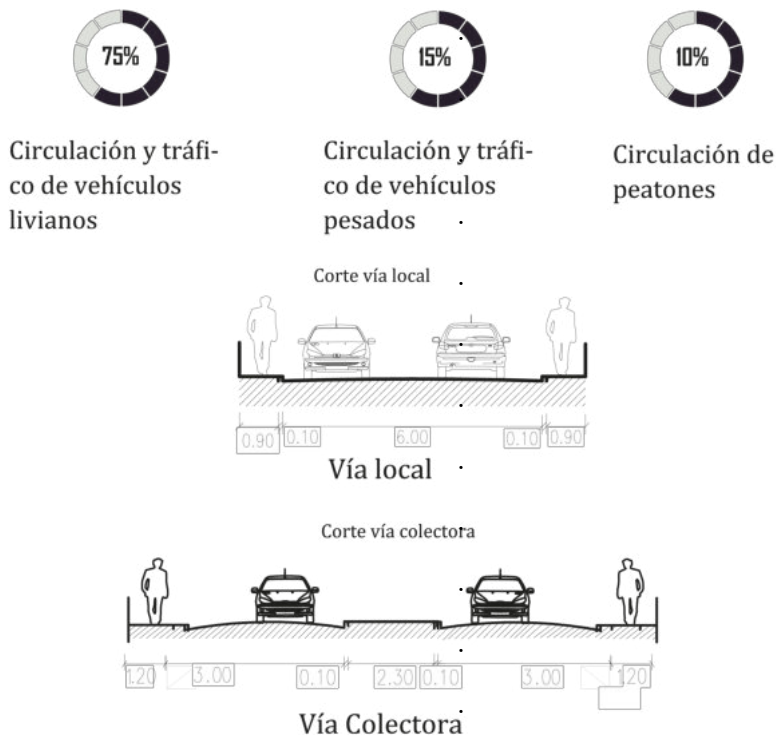 75%
15%
10%
Circulación y tráfi-
co de vehículos
livianos
Circulación y tráfi-
co de vehículos
pesados
Circulación de
peatones
Corte vía local
0.90 0.10 6.00 0.10 0.90
Vía local
Corte vía colectora
1.20 3.00 0.10 2.30 0.10 3.00 1.20
Vía Colectora